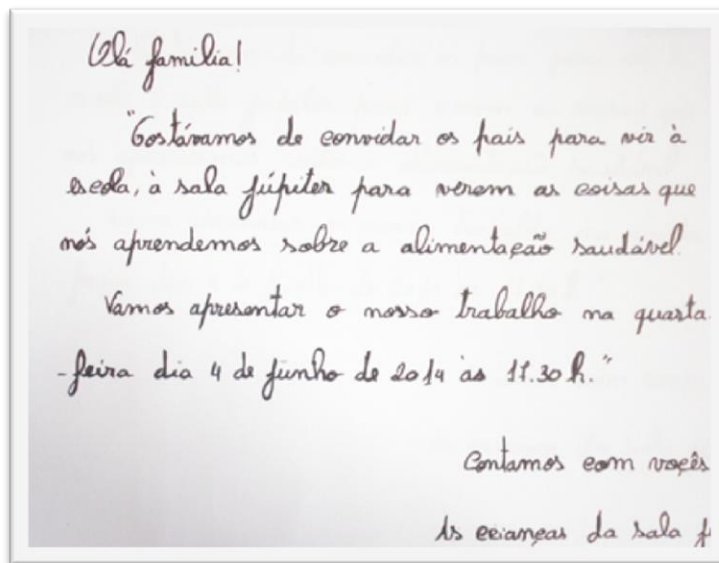 Olá família!
"Gostávamos de convidar os pais para vir à
escola, à sala Júpiter para verem as coisas que
nós aprendemos sobre a alimentação saudável.
Vamos apresentar o nosso trabalho na quarta-
-feira dia 4 de Junho de 2014 às 17.30 h."
Contamos com vocês
As crianças da sala J